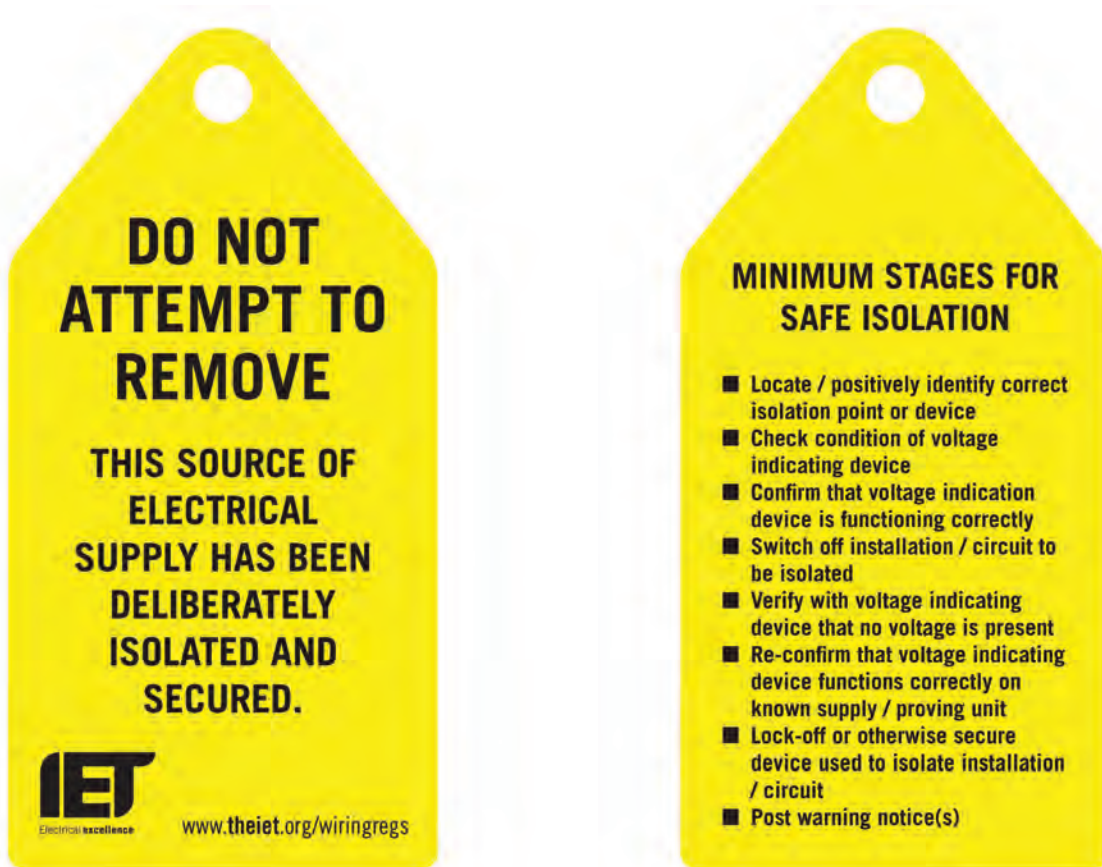 DO NOT
ATTEMPT TO
REMOVE
THIS SOURCE OF
ELECTRICAL
SUPPLY HAS BEEN
DELIBERATELY
ISOLATED AND
SECURED.
IET
Electrical excellence
www.theiet.org/wiringregs
MINIMUM STAGES FOR
SAFE ISOLATION
■ Locate / positively identify correct
isolation point or device
■ Check condition of voltage
indicating device
■ Confirm that voltage indication
device is functioning correctly
■ Switch off installation / circuit to
be isolated
■ Verify with voltage indicating
device that no voltage is present
■ Re-confirm that voltage indicating
device functions correctly on
known supply / proving unit
■ Lock-off or otherwise secure
device used to isolate installation
/ circuit
■ Post warning notice(s)